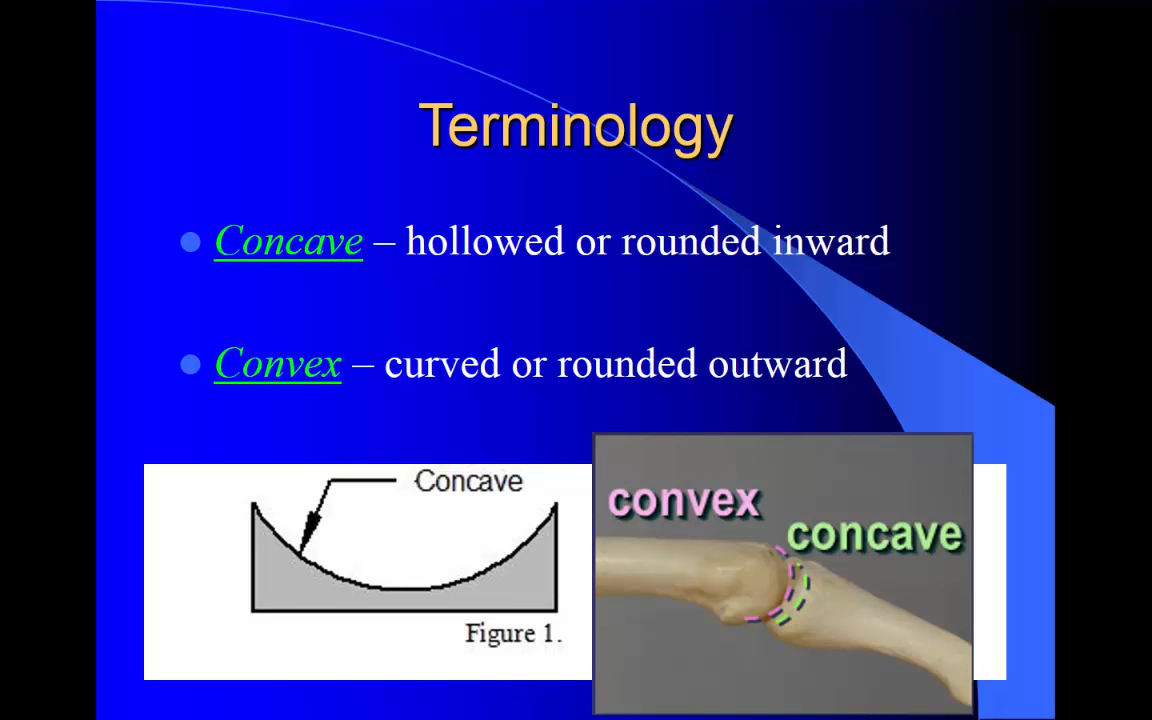 Terminology
Concave – hollowed or rounded inward
Convex – curved or rounded outward
Concave
Figure 1.
convex
concave